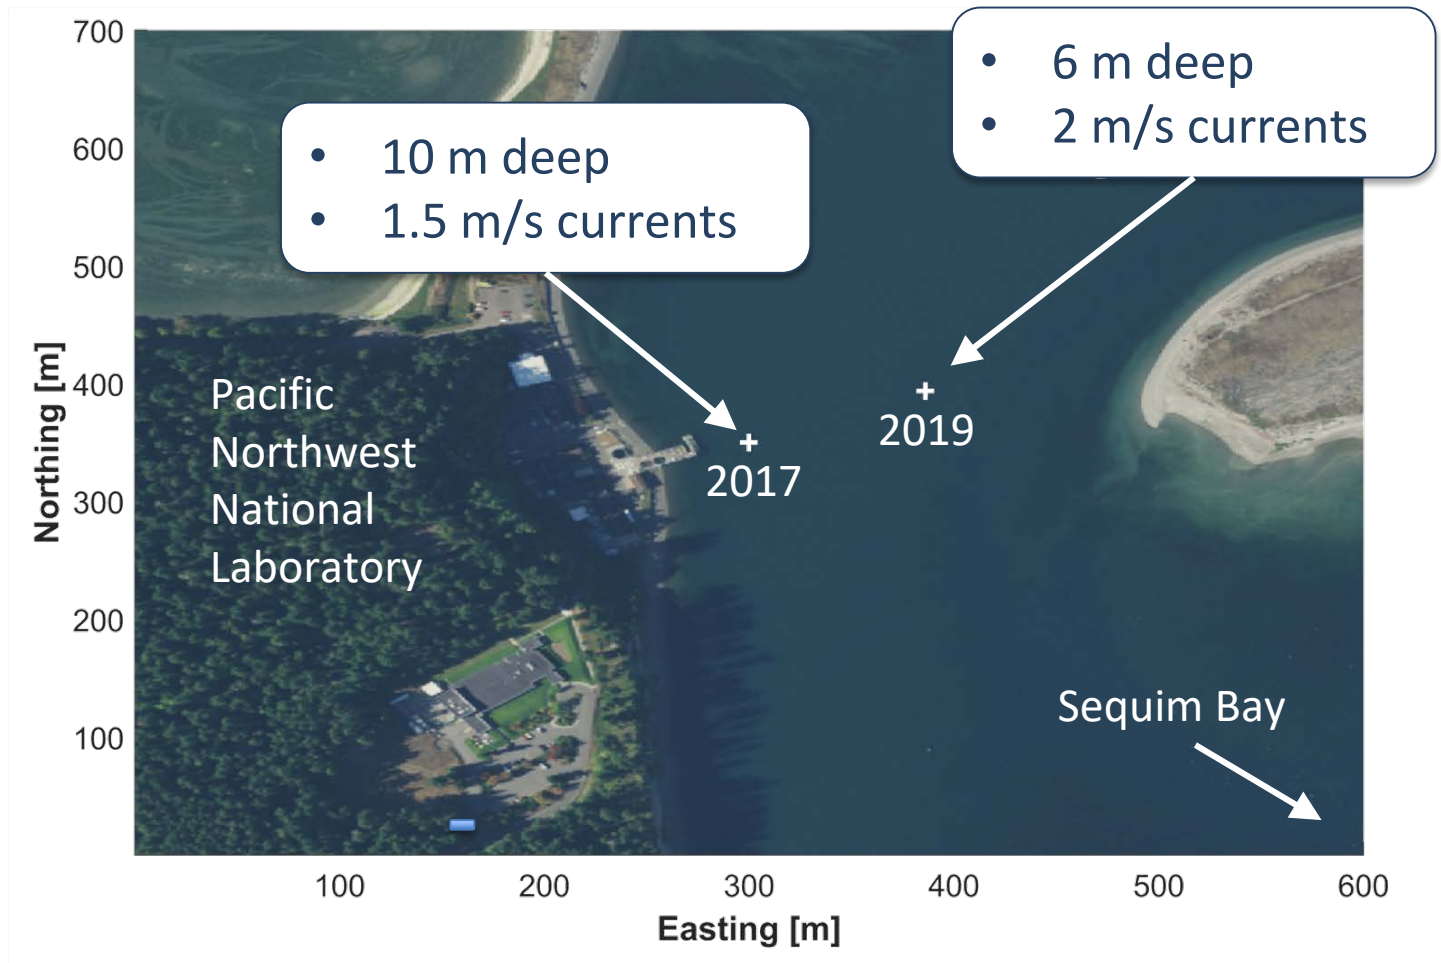 700
600
500
400
300
200
100
Northing [m]
• 10 m deep
• 1.5 m/s currents
• 6 m deep
• 2 m/s currents
Pacific
Northwest
National
Laboratory
2017
2019
Sequim Bay
100 200 300 400 500 600
Easting [m]